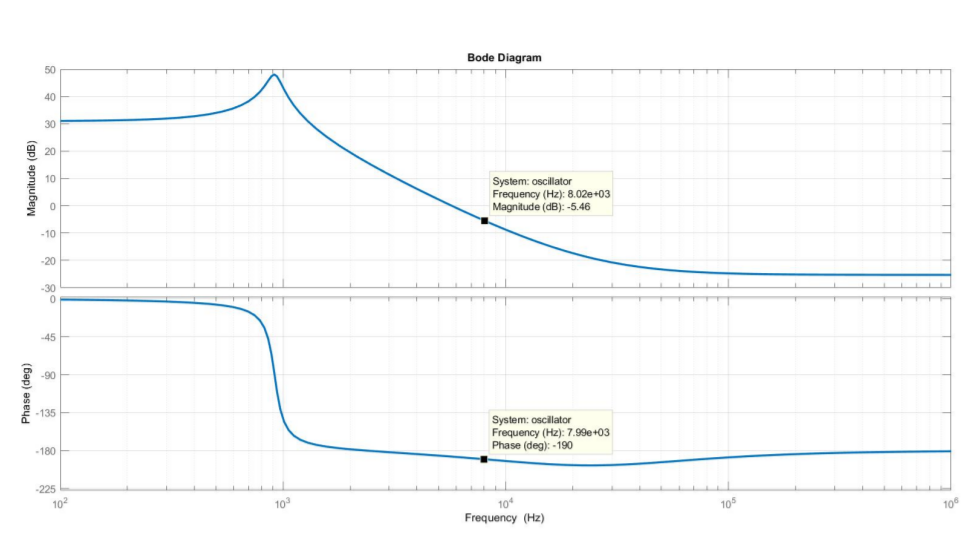 Bode Diagram
50
40
30
20
10
0
-10
-20
-30
Magnitude (dB)
System: oscillator
Frequency (Hz): 8.02e+03
Magnitude (dB): -5.46
0
-45
-90
-135
-180
-225
Phase (deg)
System: oscillator
Frequency (Hz): 7.99e+03
Phase (deg): -190
10² 10³ 10⁴ 10⁵ 10⁶
Frequency (Hz)